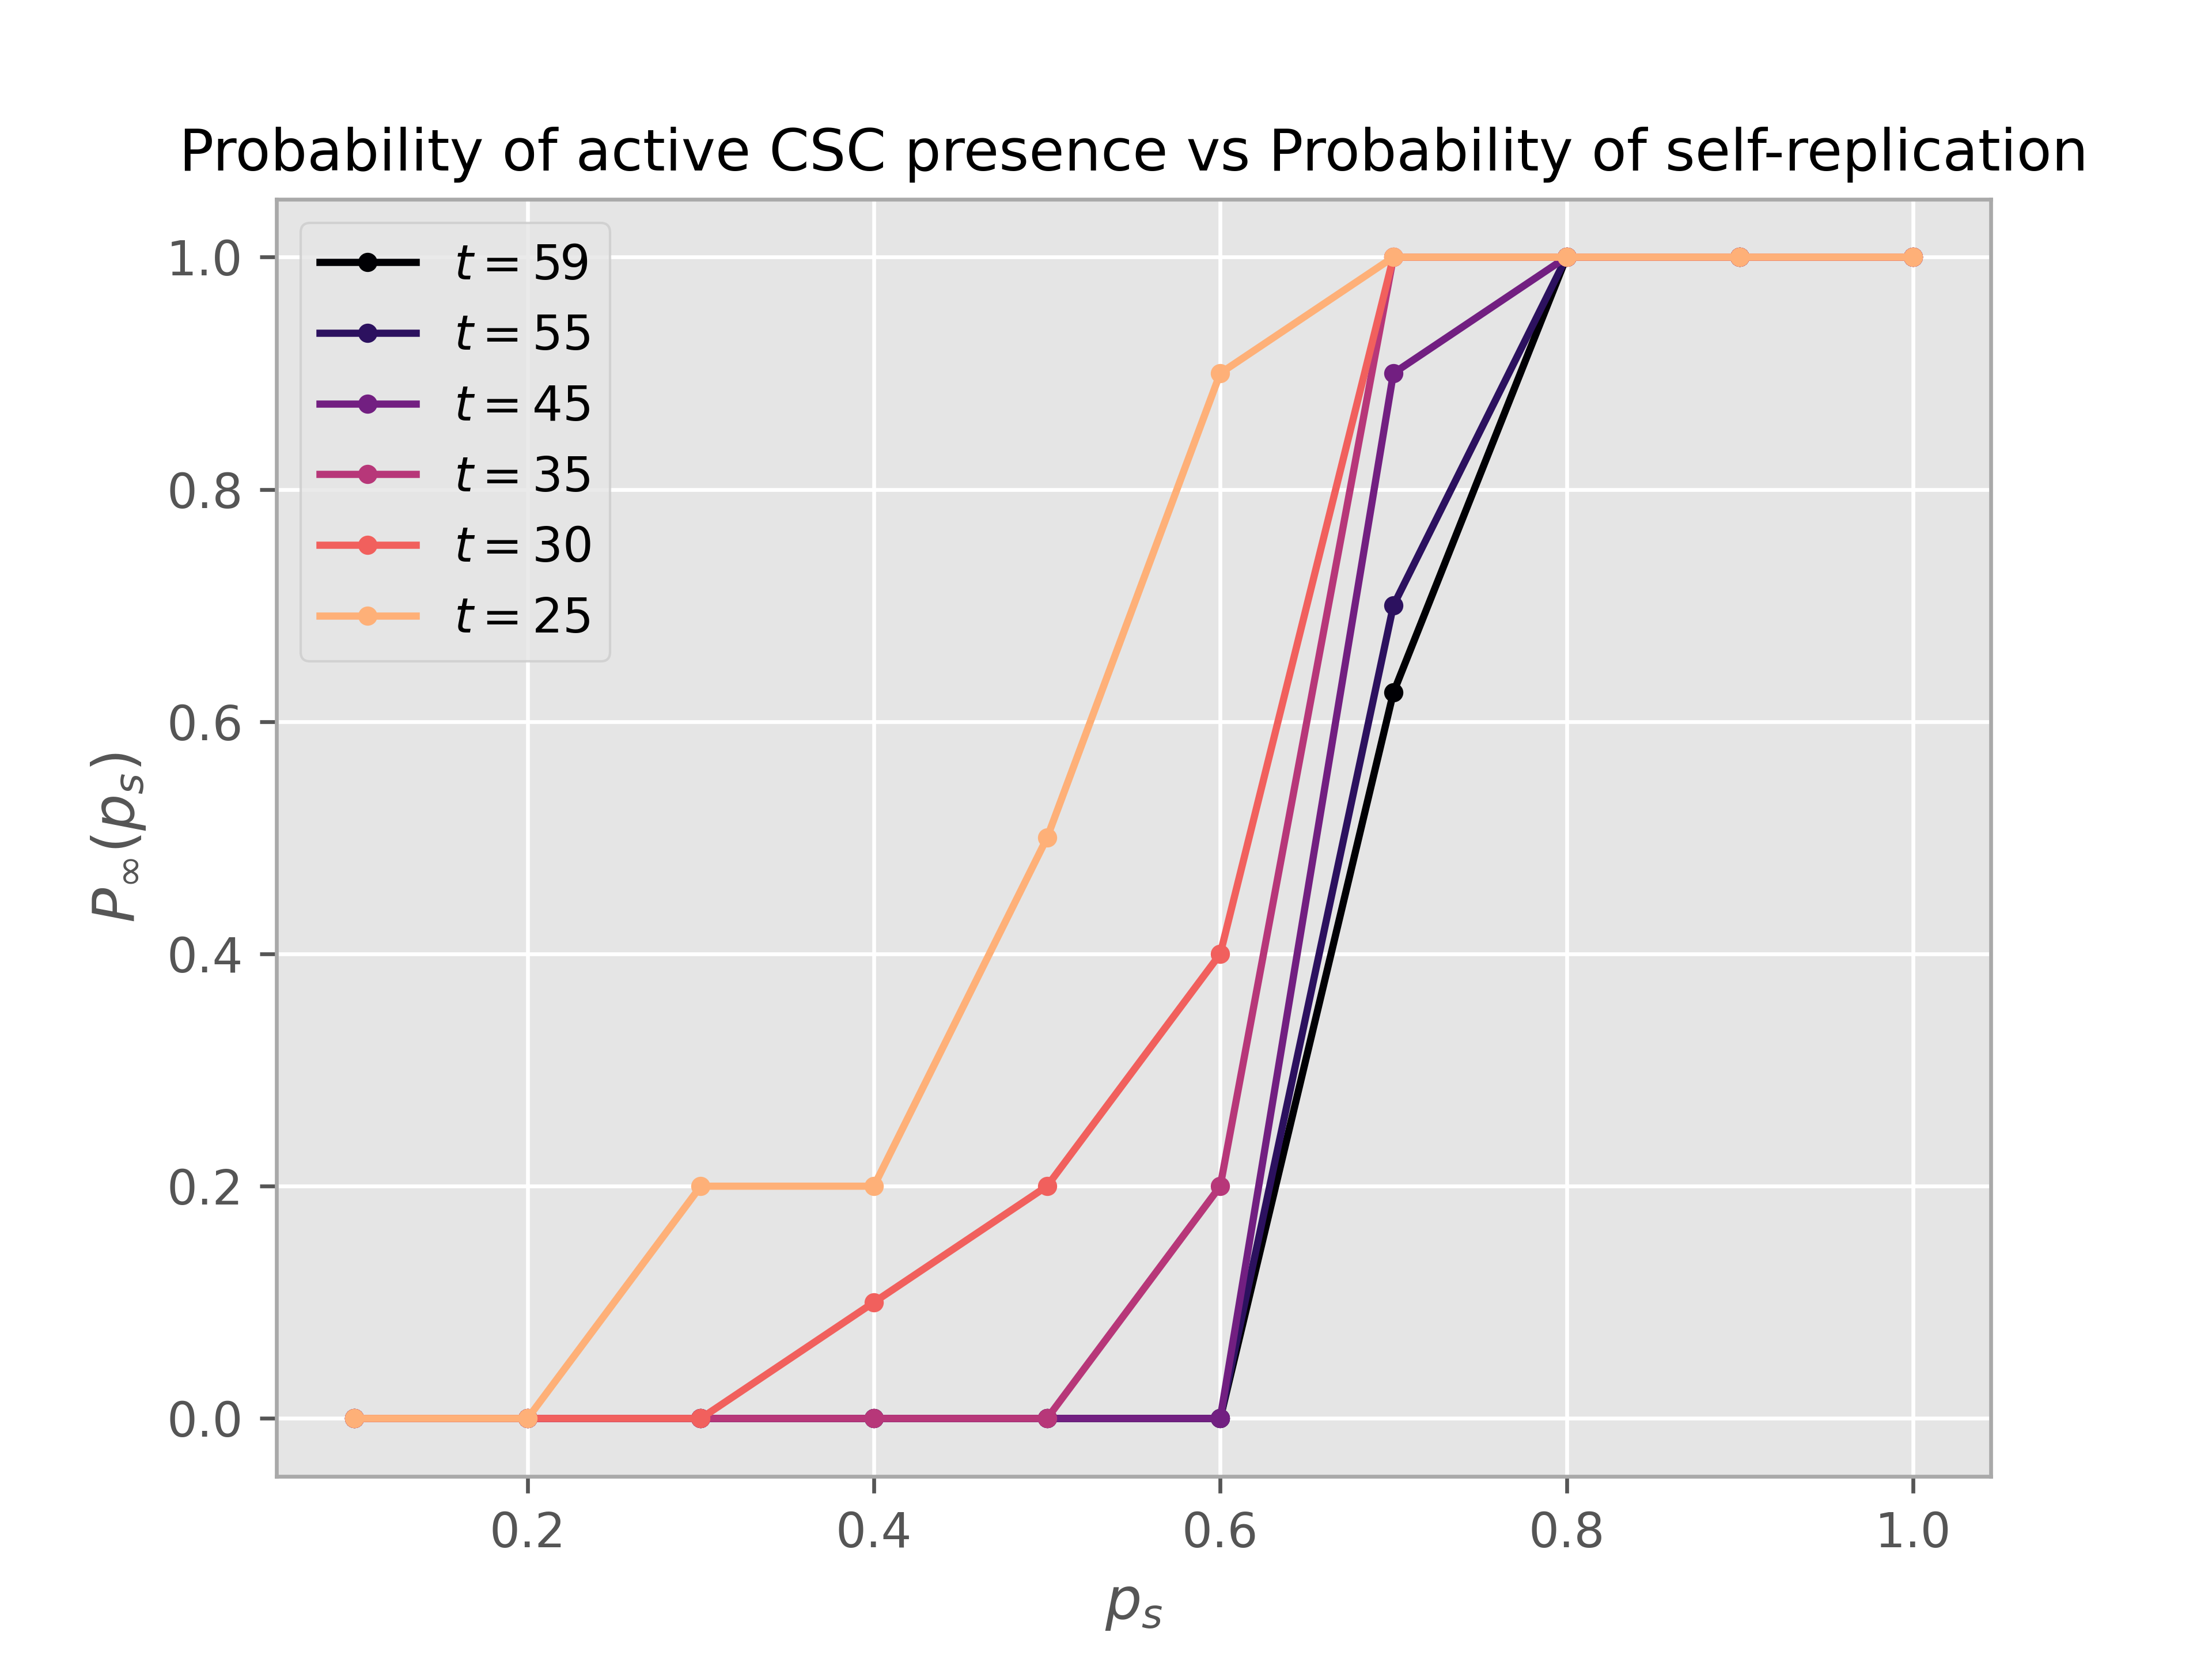 Probability of active CSC presence vs Probability of self-replication
1.0
0.8
0.6
0.4
0.2
0.0
P∞(pₛ)
t = 59
t = 55
t = 45
t = 35
t = 30
t = 25
0.2 0.4 0.6 0.8 1.0
pₛ